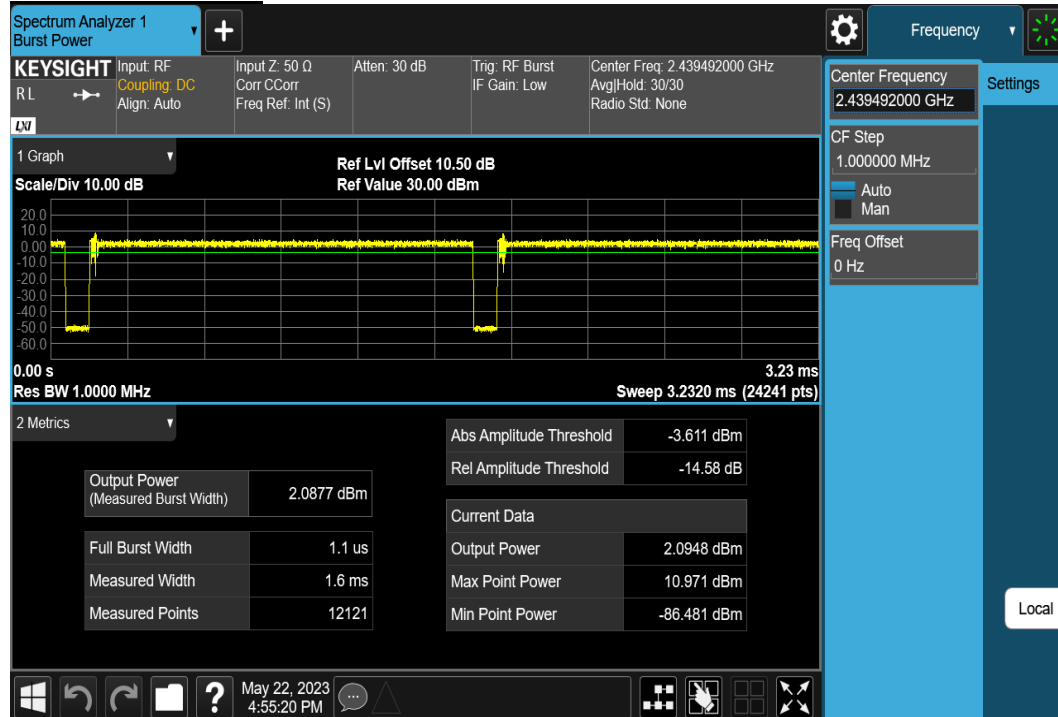 Spectrum Analyzer 1
Burst Power
+
Frequency
KEYSIGHT
RL
LXI
Input: RF
Coupling: DC
Align: Auto
Input Z: 50 Ω
Corr CCorr
Freq Ref: Int (S)
Atten: 30 dB
Trig: RF Burst
IF Gain: Low
Center Freq: 2.439492000 GHz
Avg|Hold: 30/30
Radio Std: None
Center Frequency
2.439492000 GHz
Settings
CF Step
1.000000 MHz
Auto
Man
Freq Offset
0 Hz
1 Graph
Scale/Div 10.00 dB
Ref Lvl Offset 10.50 dB
Ref Value 30.00 dBm
20.0
10.0
0.00
-10.0
-20.0
-30.0
-40.0
-50.0
-60.0
0.00 s
3.23 ms
Res BW 1.0000 MHz
Sweep 3.2320 ms (24241 pts)
2 Metrics
Output Power
(Measured Burst Width)
2.0877 dBm
Full Burst Width 1.1 us
Measured Width 1.6 ms
Measured Points 12121
Abs Amplitude Threshold -3.611 dBm
Rel Amplitude Threshold -14.58 dB
Current Data
Output Power 2.0948 dBm
Max Point Power 10.971 dBm
Min Point Power -86.481 dBm
Local
?
May 22, 2023
4:55:20 PM